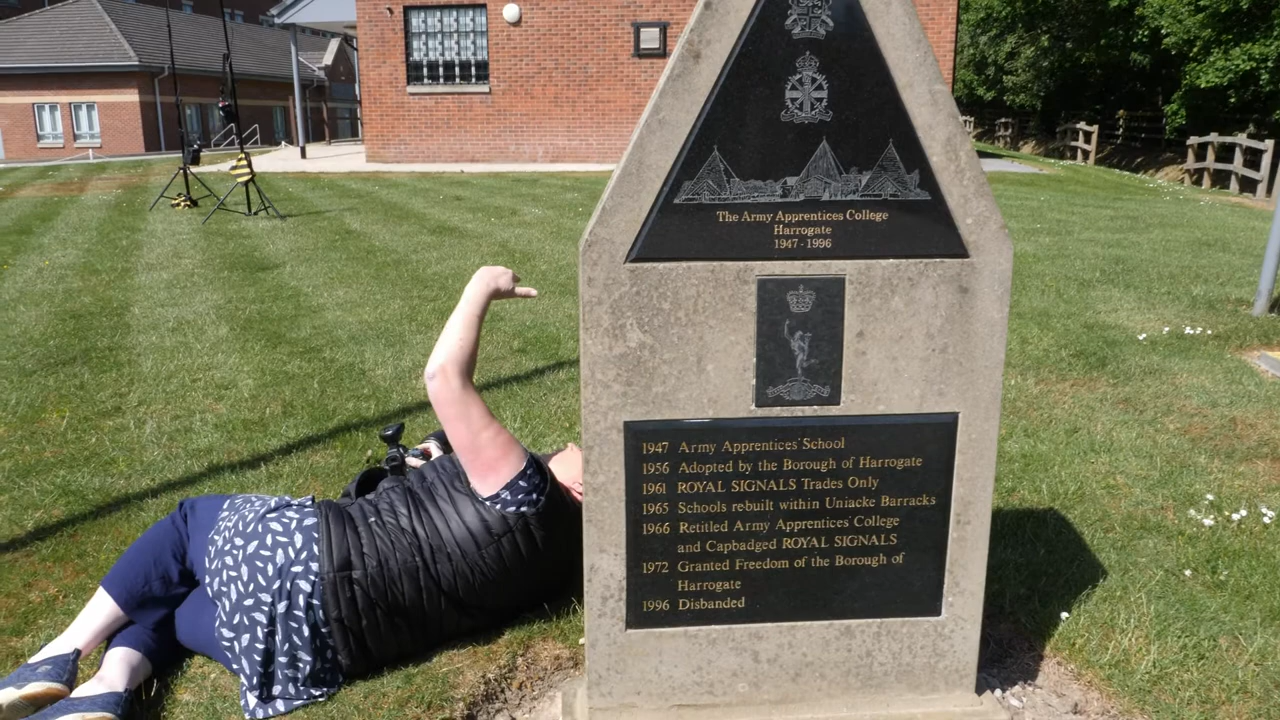 The Army Apprentices College
Harrogate
1947 - 1996
1947 Army Apprentices' School
1956 Adopted by the Borough of Harrogate
1961 ROYAL SIGNALS Trades Only
1965 Schools rebuilt within Uniacke Barracks
1966 Retitled Army Apprentices' College
and Capbadged ROYAL SIGNALS
1972 Granted Freedom of the Borough of
Harrogate
1996 Disbanded